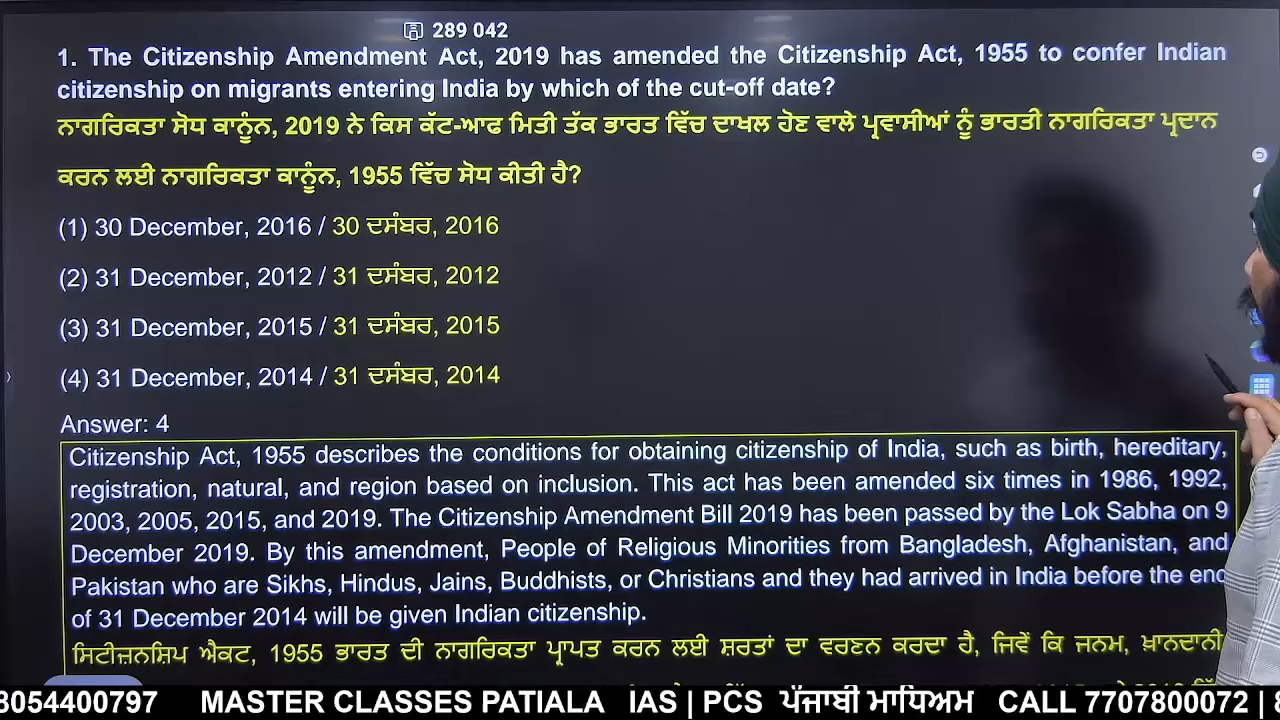 289 042
1. The Citizenship Amendment Act, 2019 has amended the Citizenship Act, 1955 to confer Indian
citizenship on migrants entering India by which of the cut-off date?
ਨਾਗਰਿਕਤਾ ਸੋਧ ਕਾਨੂੰਨ, 2019 ਨੇ ਕਿਸ ਕੱਟ-ਆਫ ਮਿਤੀ ਤੱਕ ਭਾਰਤ ਵਿੱਚ ਦਾਖਲ ਹੋਣ ਵਾਲੇ ਪ੍ਰਵਾਸੀਆਂ ਨੂੰ ਭਾਰਤੀ ਨਾਗਰਿਕਤਾ ਪ੍ਰਦਾਨ
ਕਰਨ ਲਈ ਨਾਗਰਿਕਤਾ ਕਾਨੂੰਨ, 1955 ਵਿੱਚ ਸੋਧ ਕੀਤੀ ਹੈ?
(1) 30 December, 2016 / 30 ਦਸੰਬਰ, 2016
(2) 31 December, 2012 / 31 ਦਸੰਬਰ, 2012
(3) 31 December, 2015 / 31 ਦਸੰਬਰ, 2015
(4) 31 December, 2014 / 31 ਦਸੰਬਰ, 2014
Answer: 4
Citizenship Act, 1955 describes the conditions for obtaining citizenship of India, such as birth, hereditary,
registration, natural, and region based on inclusion. This act has been amended six times in 1986, 1992,
2003, 2005, 2015, and 2019. The Citizenship Amendment Bill 2019 has been passed by the Lok Sabha on 9
December 2019. By this amendment, People of Religious Minorities from Bangladesh, Afghanistan, and
Pakistan who are Sikhs, Hindus, Jains, Buddhists, or Christians and they had arrived in India before the end
of 31 December 2014 will be given Indian citizenship.
ਸਿਟੀਜ਼ਨਸ਼ਿਪ ਐਕਟ, 1955 ਭਾਰਤ ਦੀ ਨਾਗਰਿਕਤਾ ਪ੍ਰਾਪਤ ਕਰਨ ਲਈ ਸ਼ਰਤਾਂ ਦਾ ਵਰਣਨ ਕਰਦਾ ਹੈ, ਜਿਵੇਂ ਕਿ ਜਨਮ, ਖ਼ਾਨਦਾਨੀ
8054400797 MASTER CLASSES PATIALA IAS | PCS ਪੰਜਾਬੀ ਮਾਧਿਅਮ CALL 7707800072 |